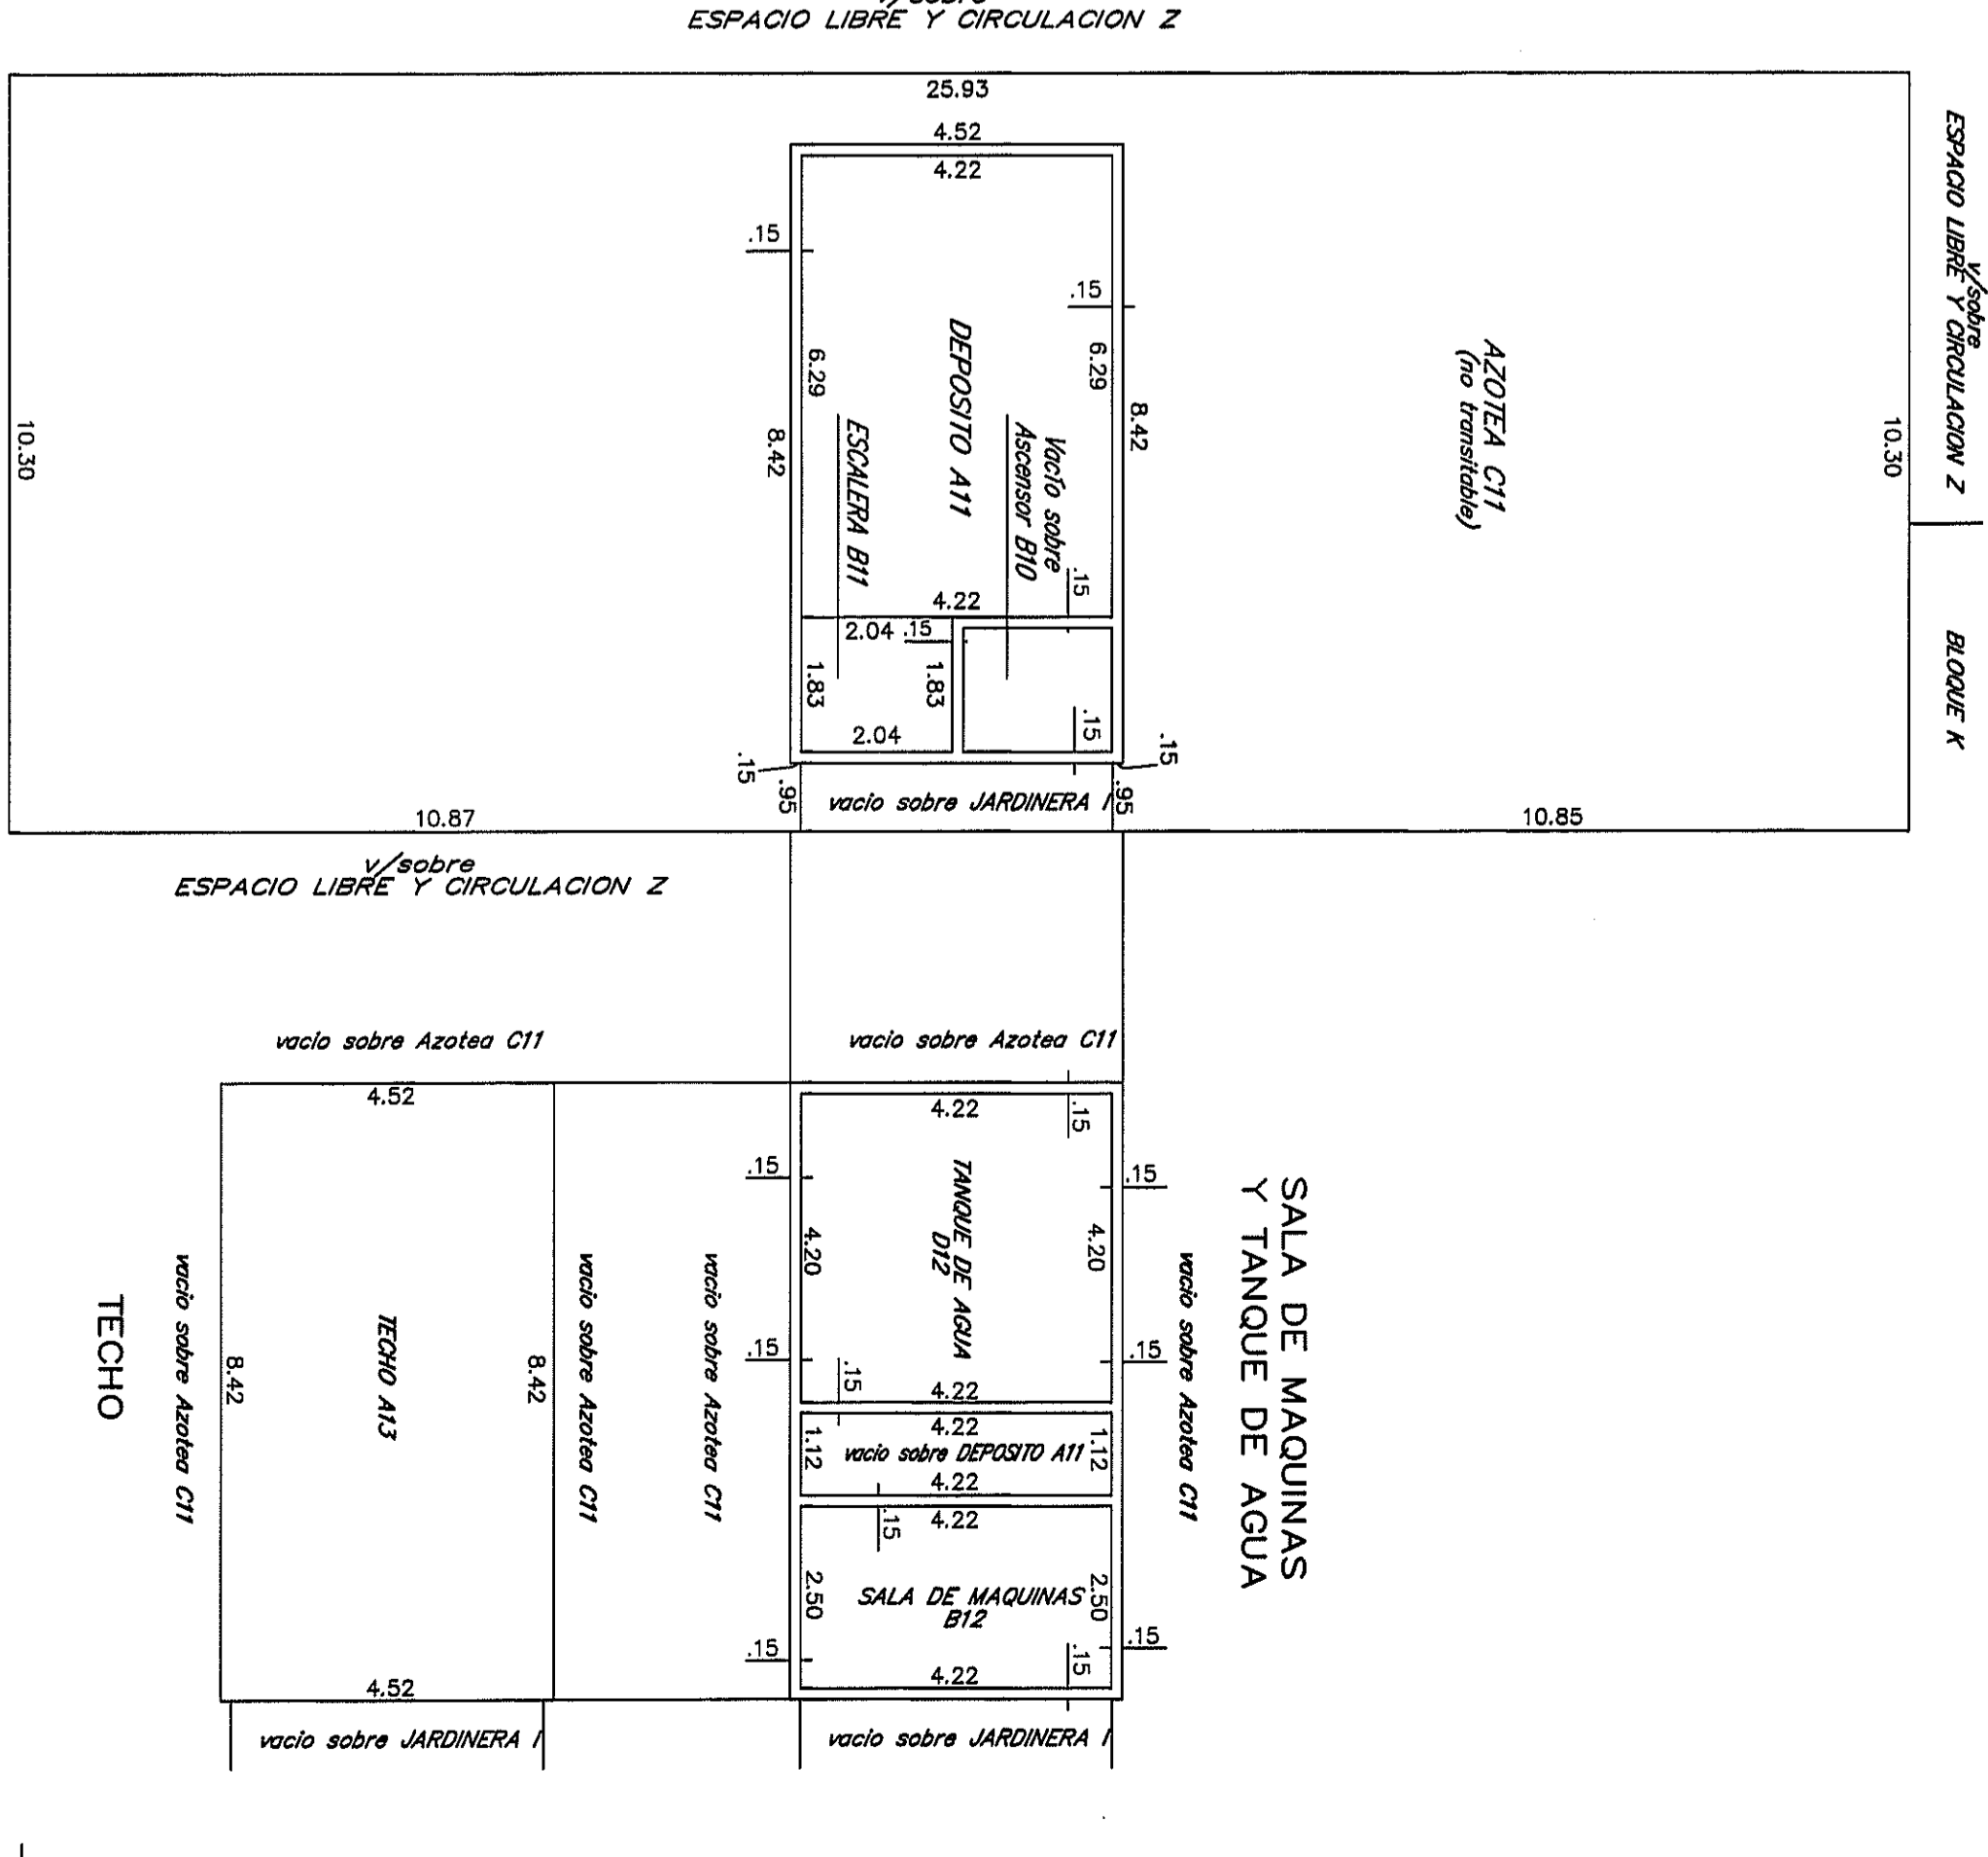 v/sobre
ESPACIO LIBRE Y CIRCULACION Z
25.93
4.52
4.22
.15
.15
6.29
6.29
8.42
8.42
DEPOSITO A11
Vacío sobre
Ascensor B10
ESCALERA B11
.15
4.22
2.04
.15
1.83
1.83
.15
2.04
.15
.15
.95
.95
vacio sobre JARDINERA I
AZOTEA C11
(no transitable)
10.30
10.30
v/sobre
ESPACIO LIBRE Y CIRCULACION Z
BLOQUE K
10.87
10.85
v/sobre
ESPACIO LIBRE Y CIRCULACION Z
vacio sobre Azotea C11
vacio sobre Azotea C11
4.52
4.22
.15
.15
.15
TANQUE DE AGUA
D12
4.20
4.20
.15
.15
.15
4.22
4.22
1.12
1.12
vacio sobre DEPOSITO A11
4.22
4.22
.15
2.50
2.50
SALA DE MAQUINAS
B12
.15
.15
.15
4.22
vacio sobre JARDINERA I
vacio sobre Azotea C11
vacio sobre Azotea C11
SALA DE MAQUINAS
Y TANQUE DE AGUA
vacio sobre Azotea C11
8.42
TECHO A13
8.42
vacio sobre Azotea C11
4.52
vacio sobre JARDINERA I
TECHO